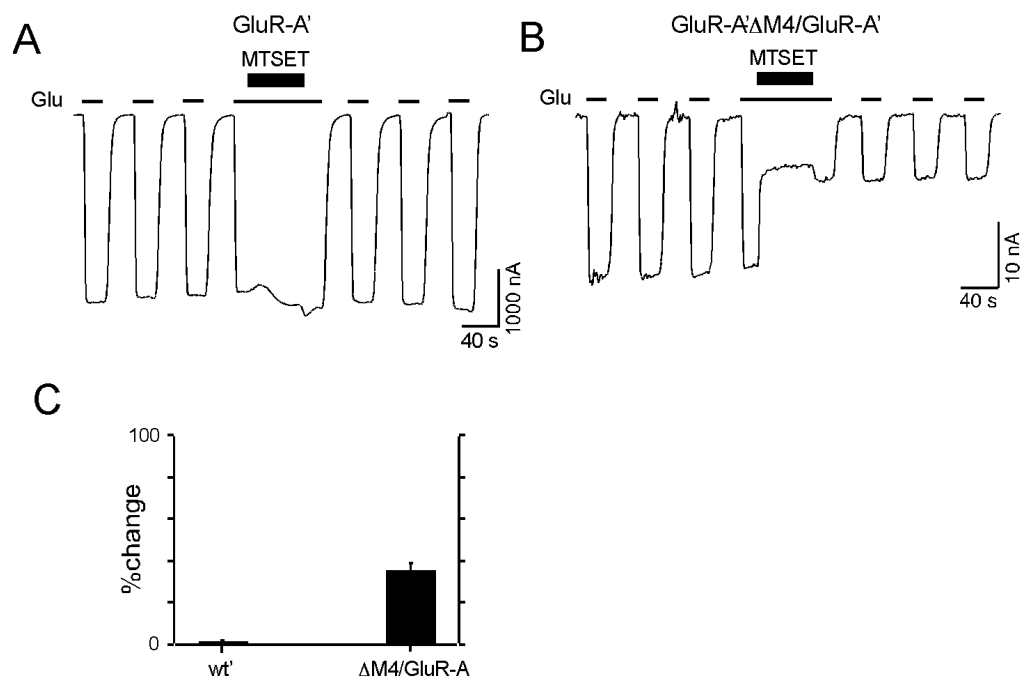 A
GluR-A'
MTSET
Glu
1000 nA
40 s
B
GluR-A'ΔM4/GluR-A'
MTSET
Glu
10 nA
40 s
C
100
%change
0
wt'
ΔM4/GluR-A